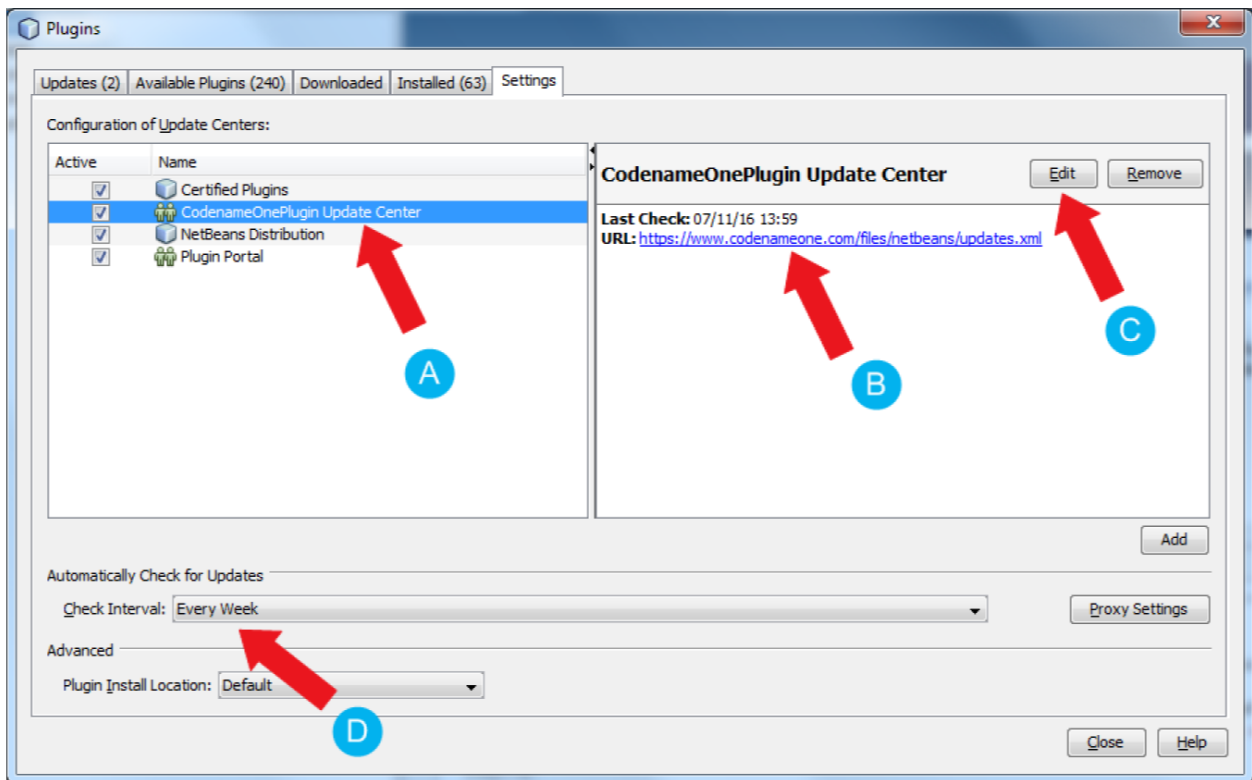 Plugins
Updates (2) Available Plugins (240) Downloaded Installed (63) Settings
Configuration of Update Centers:
Active Name
Certified Plugins
CodenameOnePlugin Update Center
NetBeans Distribution
Plugin Portal
CodenameOnePlugin Update Center Edit Remove
Last Check: 07/11/16 13:59
URL: https://www.codenameone.com/files/netbeans/updates.xml
A
B
C
Add
Automatically Check for Updates
Check Interval: Every Week Proxy Settings
Advanced
Plugin Install Location: Default
D
Close Help